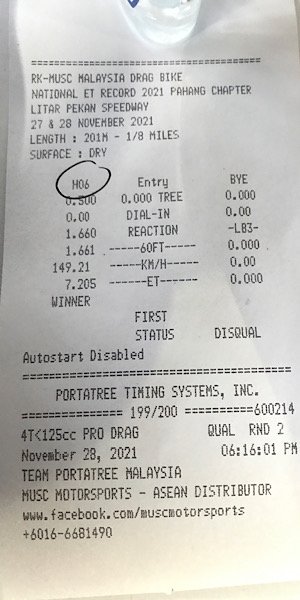 =============================================
RK-MUSC MALAYSIA DRAG BIKE
NATIONAL ET RECORD 2021 PAHANG CHAPTER
LITAR PEKAN SPEEDWAY
27 & 28 NOVEMBER 2021
LENGTH : 201M - 1/8 MILES
SURFACE : DRY
=============================================
H06 Entry BYE
0.500 0.000 TREE 0.000
0.00 DIAL-IN 0.00
1.660 REACTION -LB3-
1.661 ------60FT------ 0.000
149.21 ------KM/H------ 0.00
7.205 -------ET------- 0.000
WINNER
FIRST
STATUS DISQUAL
Autostart Disabled
=============================================
PORTATREE TIMING SYSTEMS, INC.
=============== 199/200 ==========600214
4T<125cc PRO DRAG QUAL RND 2
November 28, 2021 06:16:01 PM
TEAM PORTATREE MALAYSIA
MUSC MOTORSPORTS - ASEAN DISTRIBUTOR
www.facebook.com/muscmotorsports
+6016-6681490